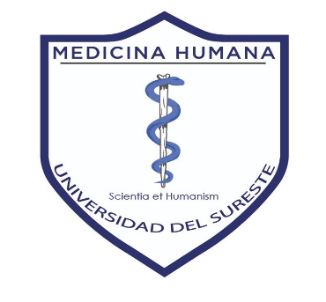 MEDICINA HUMANA
Scientia et Humanism
UNIVERSIDAD DEL SURESTE